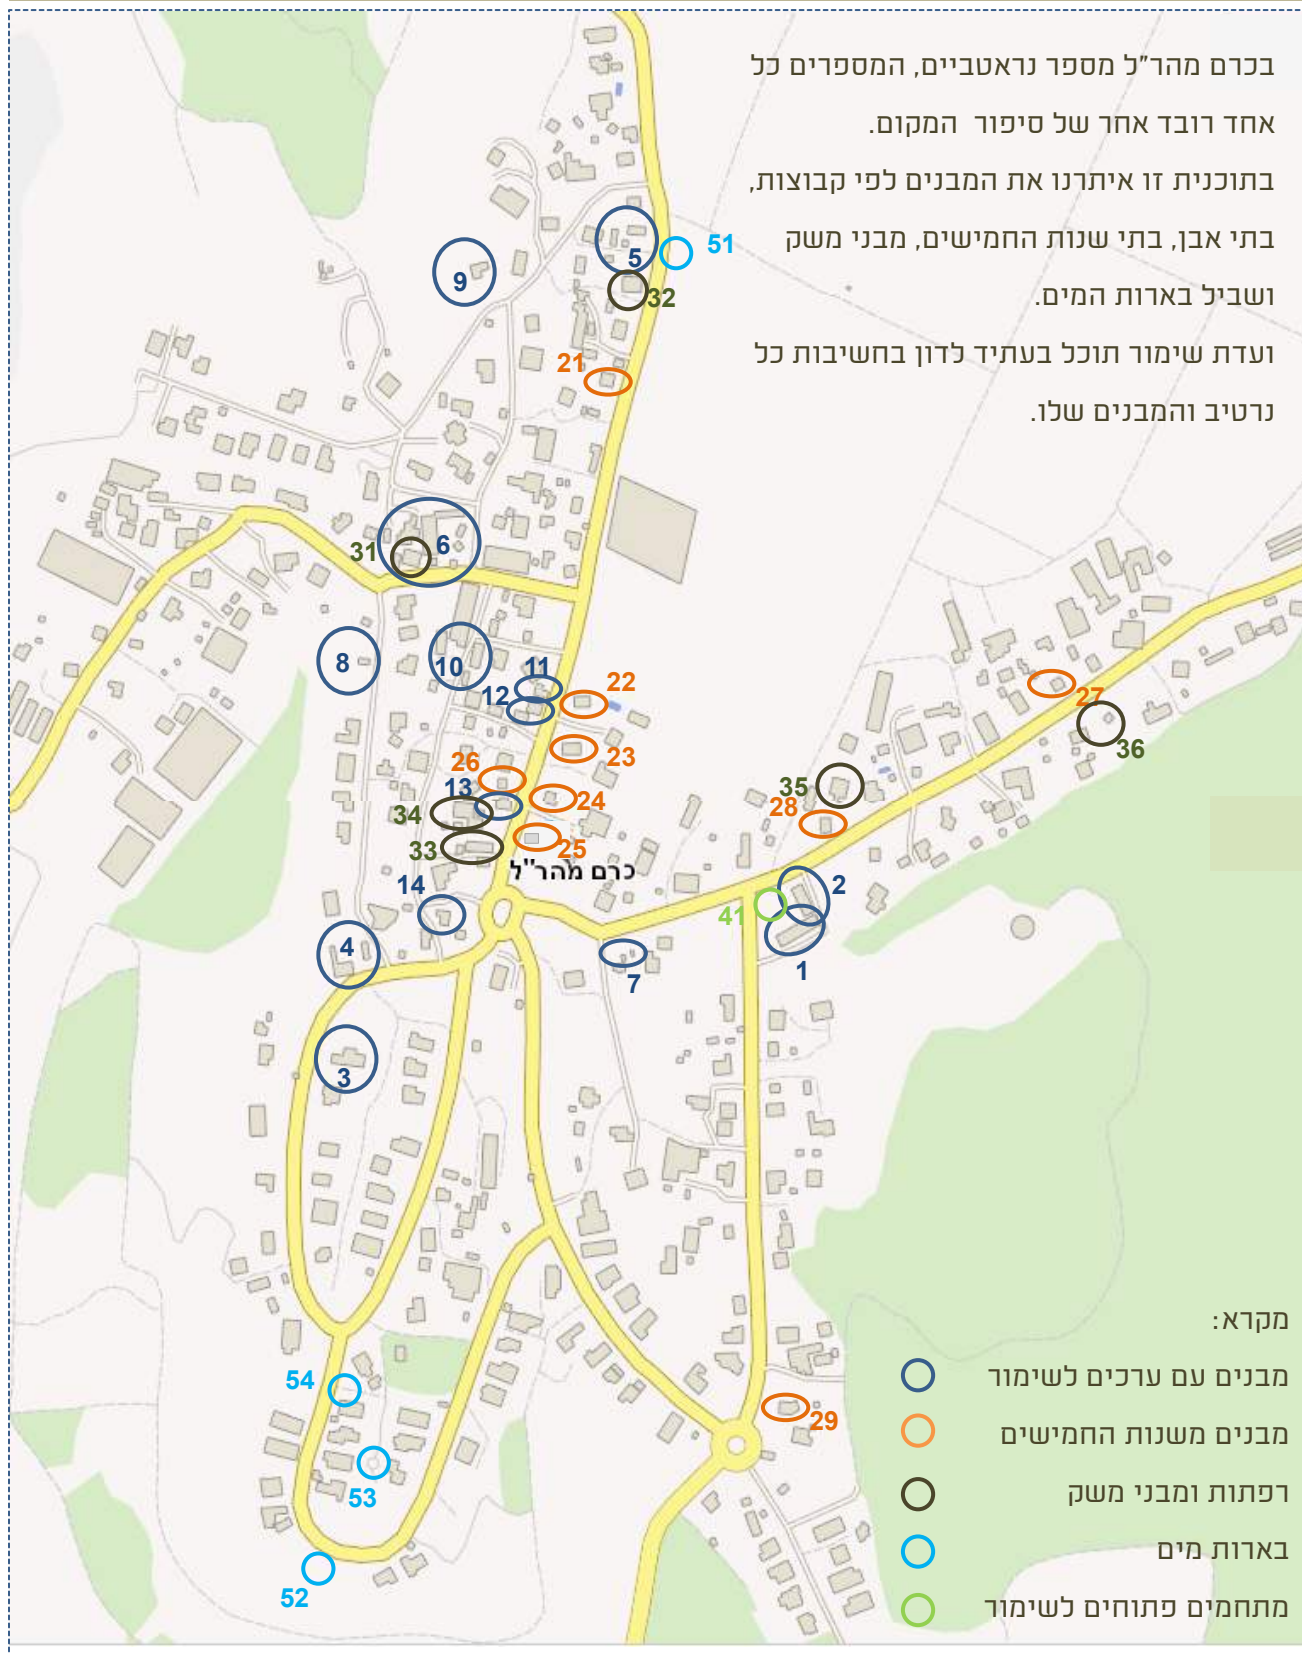 בכרם מהר"ל מספר נראטביים, המספרים כל
אחד רובד אחר של סיפור המקום.
בתוכנית זו איתרנו את המבנים לפי קבוצות,
בתי אבן, בתי שנות החמישים, מבני משק
ושביל בארות המים.
ועדת שימור תוכל בעתיד לדון בחשיבות כל
נרטיב והמבנים שלו.
51
5
9
32
21
31
6
8
10
11
12
22
23
26
13
24
34
33
25
כרם מהר"ל
27
36
35
28
14
2
41
1
4
7
3
54
53
52
29
מקרא:
מבנים עם ערכים לשימור
מבנים משנות החמישים
רפתות ומבני משק
בארות מים
מתחמים פתוחים לשימור